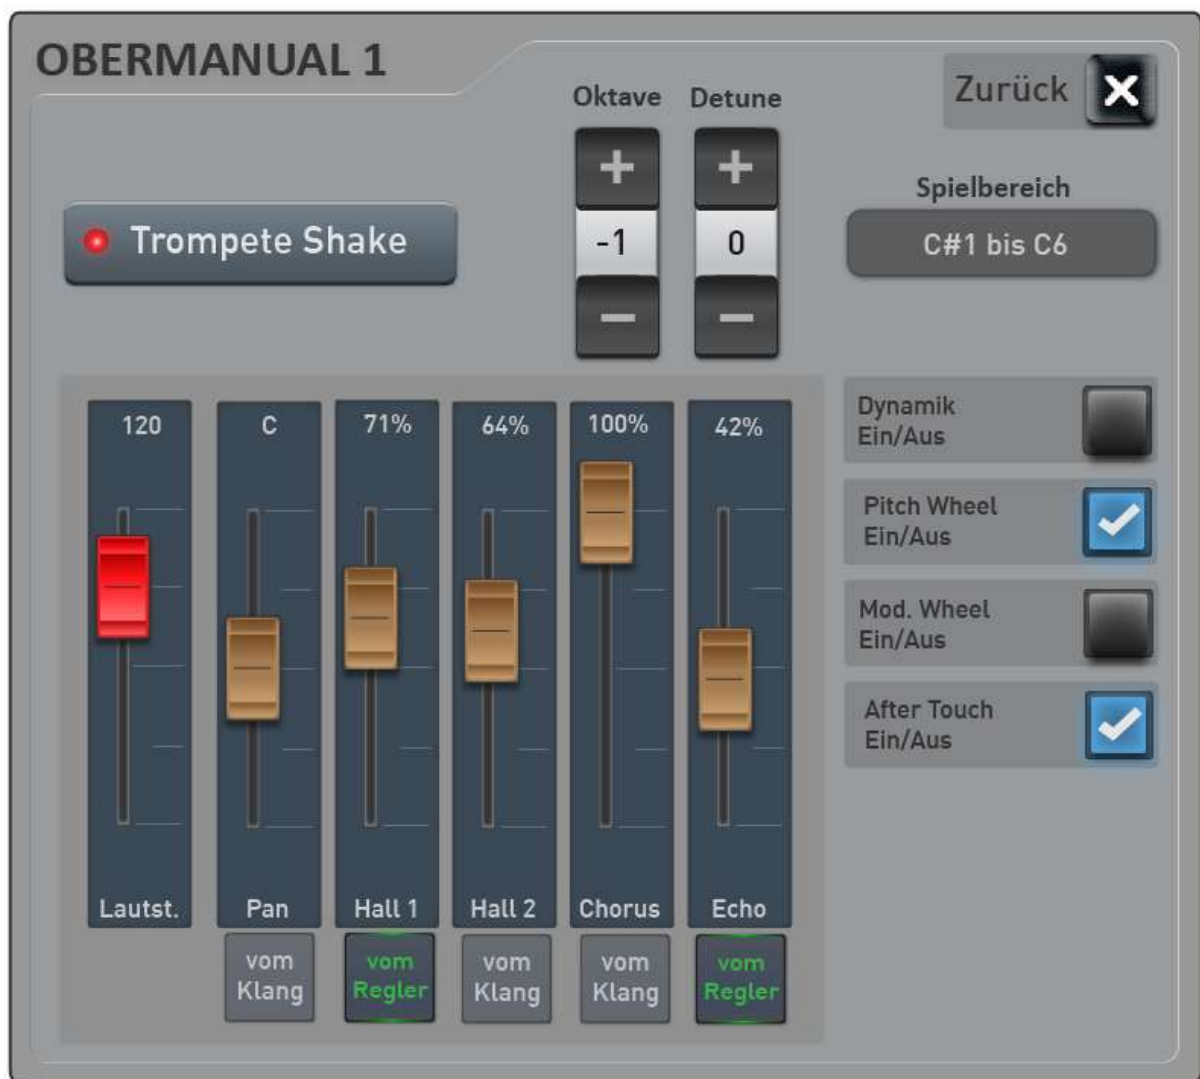 OBERMANUAL 1
Oktave Detune
Zurück
+ +
Spielbereich
Trompete Shake
-1 0
C#1 bis C6
− −
120 C 71% 64% 100% 42%
Dynamik
Ein/Aus
Pitch Wheel
Ein/Aus
Mod. Wheel
Ein/Aus
After Touch
Ein/Aus
Lautst. Pan Hall 1 Hall 2 Chorus Echo
vom vom vom vom vom
Klang Regler Klang Klang Regler